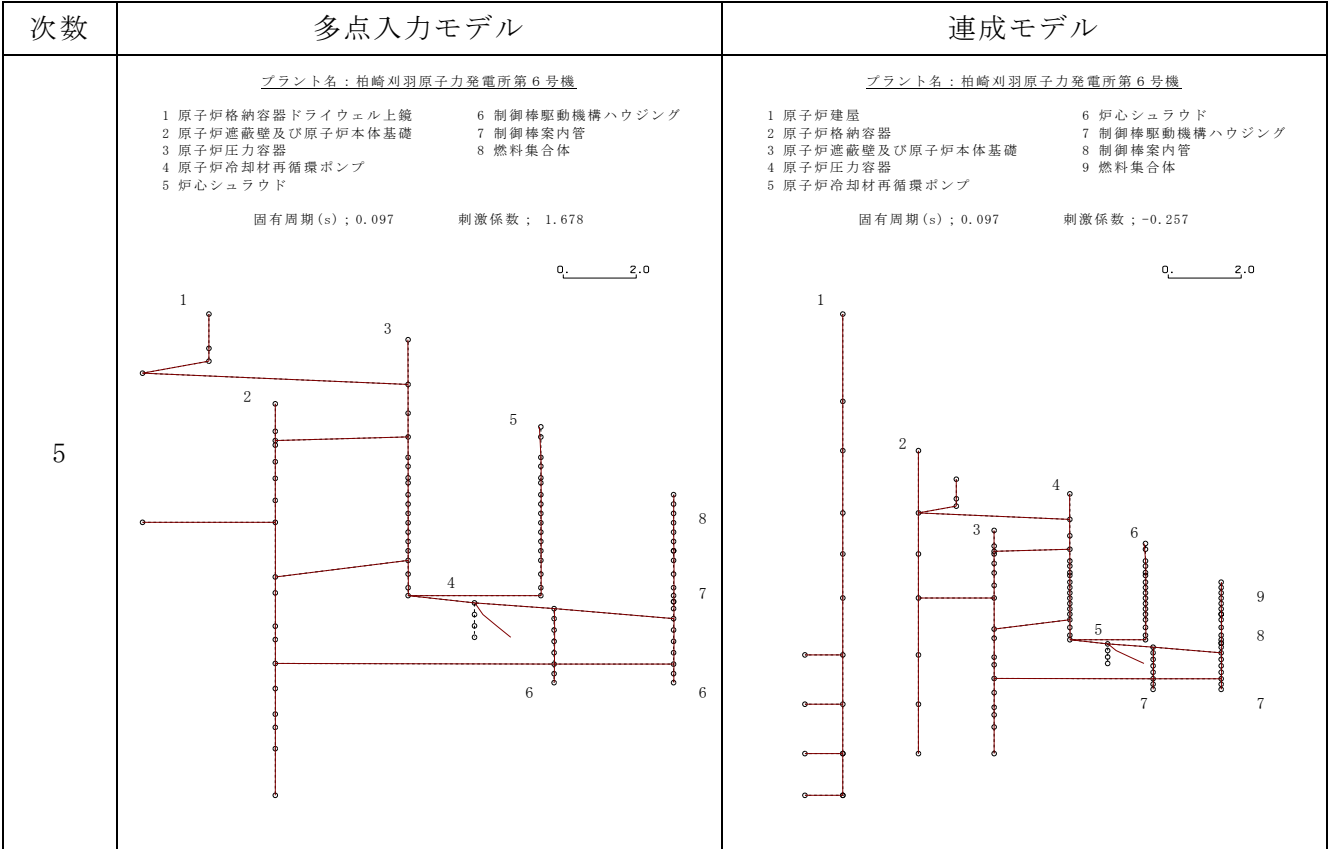 次数 多点入力モデル 連成モデル
5
プラント名：柏崎刈羽原子力発電所第6号機
1 原子炉格納容器ドライウェル上鏡 6 制御棒駆動機構ハウジング
2 原子炉遮蔽壁及び原子炉本体基礎 7 制御棒案内管
3 原子炉圧力容器 8 燃料集合体
4 原子炉冷却材再循環ポンプ
5 炉心シュラウド
固有周期(s)；0.097 刺激係数； 1.678
0. 2.0
1
3
2
5
8
4
7
6 6
プラント名：柏崎刈羽原子力発電所第6号機
1 原子炉建屋 6 炉心シュラウド
2 原子炉格納容器 7 制御棒駆動機構ハウジング
3 原子炉遮蔽壁及び原子炉本体基礎 8 制御棒案内管
4 原子炉圧力容器 9 燃料集合体
5 原子炉冷却材再循環ポンプ
固有周期(s)；0.097 刺激係数；-0.257
0. 2.0
1
2
4
3 6
9
5 8
7 7